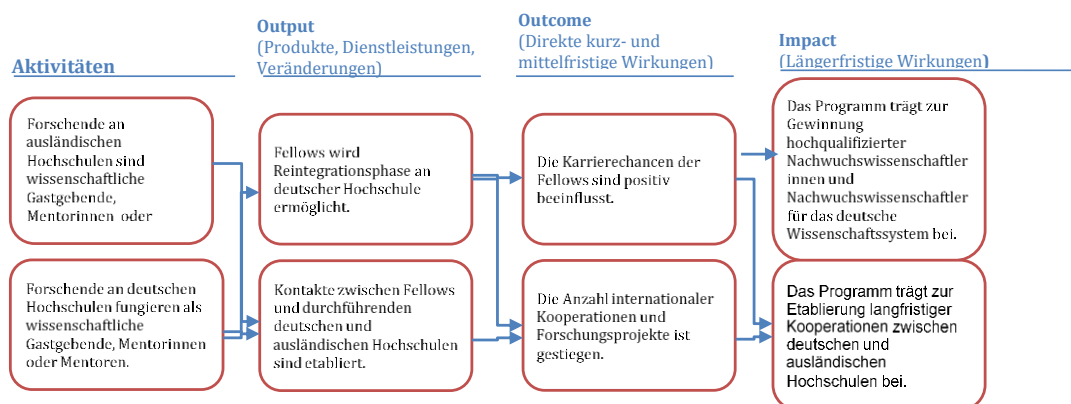 Aktivitäten
Output
(Produkte, Dienstleistungen,
Veränderungen)
Outcome
(Direkte kurz- und
mittelfristige Wirkungen)
Impact
(Längerfristige Wirkungen)
Forschende an
ausländischen
Hochschulen sind
wissenschaftliche
Gastgebende,
Mentorinnen oder
Forschende an deutschen
Hochschulen fungieren als
wissenschaftliche
Gastgebende, Mentorinnen
oder Mentoren.
Fellows wird
Reintegrationsphase an
deutscher Hochschule
ermöglicht.
Kontakte zwischen Fellows
und durchführenden
deutschen und
ausländischen Hochschulen
sind etabliert.
Die Karrierechancen der
Fellows sind positiv
beeinflusst.
Die Anzahl internationaler
Kooperationen und
Forschungsprojekte ist
gestiegen.
Das Programm trägt zur
Gewinnung
hochqualifizierter
Nachwuchswissenschaftler
innen und
Nachwuchswissenschaftler
für das deutsche
Wissenschaftssystem bei.
Das Programm trägt zur
Etablierung langfristiger
Kooperationen zwischen
deutschen und
ausländischen
Hochschulen bei.